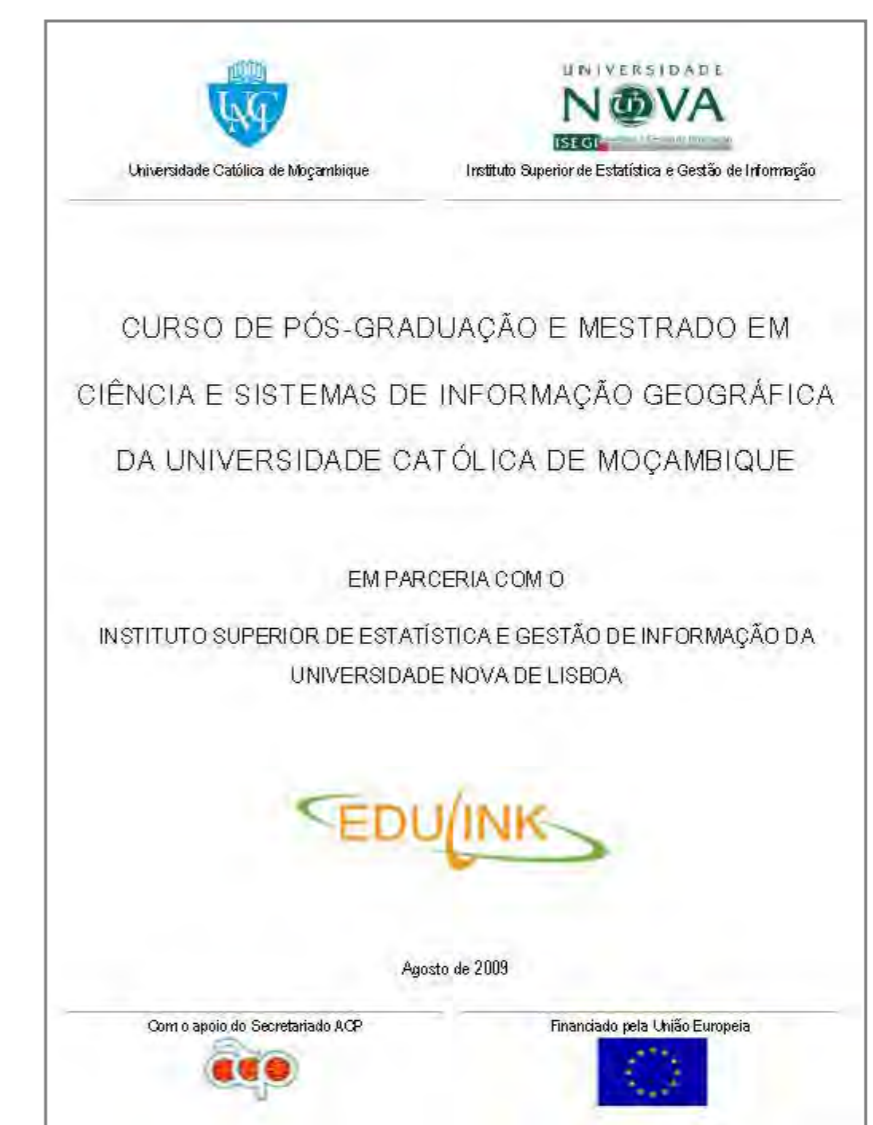 UCM
UNIVERSIDADE
NOVA
ISEGI
Universidade Católica de Moçambique
Instituto Superior de Estatística e Gestão de Informação
CURSO DE PÓS-GRADUAÇÃO E MESTRADO EM
CIÊNCIA E SISTEMAS DE INFORMAÇÃO GEOGRÁFICA
DA UNIVERSIDADE CATÓLICA DE MOÇAMBIQUE
EM PARCERIA COM O
INSTITUTO SUPERIOR DE ESTATÍSTICA E GESTÃO DE INFORMAÇÃO DA
UNIVERSIDADE NOVA DE LISBOA
EDULINK
Agosto de 2009
Com o apoio do Secretariado ACP
Financiado pela União Europeia
acp